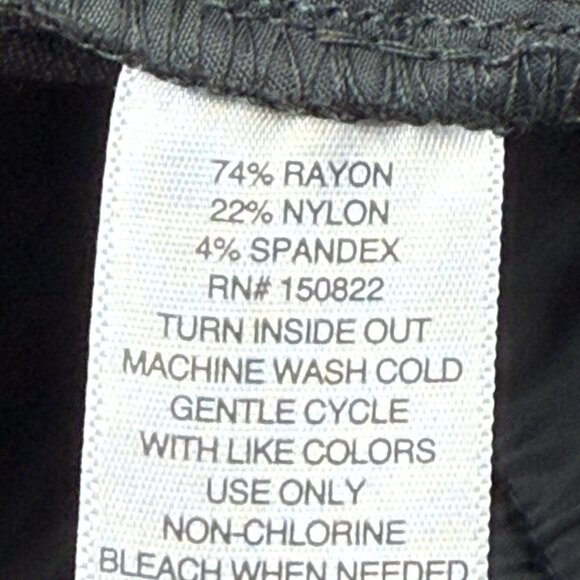 74% RAYON
22% NYLON
4% SPANDEX
RN# 150822
TURN INSIDE OUT
MACHINE WASH COLD
GENTLE CYCLE
WITH LIKE COLORS
USE ONLY
NON-CHLORINE
BLEACH WHEN NEEDED